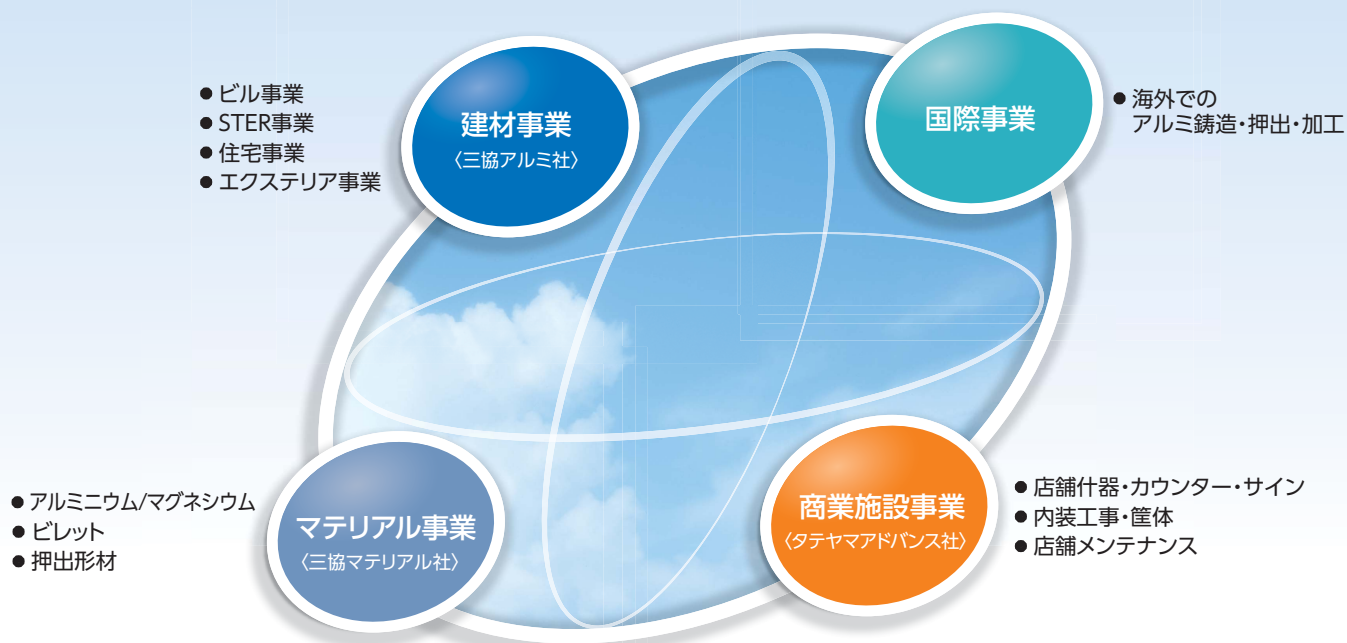 ● ビル事業
● STER事業
● 住宅事業
● エクステリア事業
建材事業
〈三協アルミ社〉
国際事業
● 海外での
アルミ鋳造・押出・加工
● アルミニウム/マグネシウム
● ビレット
● 押出形材
マテリアル事業
〈三協マテリアル社〉
商業施設事業
〈タテヤマアドバンス社〉
● 店舗什器・カウンター・サイン
● 内装工事・筐体
● 店舗メンテナンス